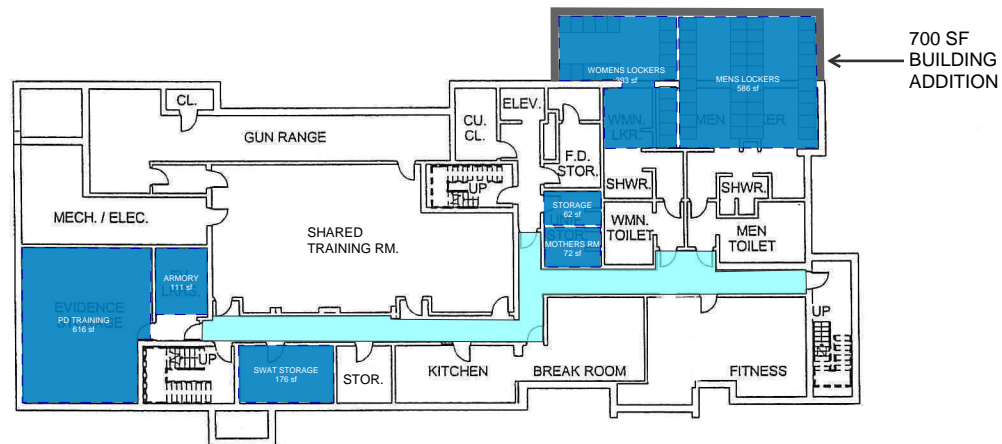 700 SF
BUILDING
ADDITION
WOMENS LOCKERS
393 sf
MENS LOCKERS
586 sf
CL.
ELEV.
CU.
CL.
GUN RANGE
WMN.
LKR.
MEN
F.D.
STOR.
UP
SHWR.
SHWR.
STORAGE
62 sf
MECH. / ELEC.
SHARED
TRAINING RM.
WMN.
TOILET
MEN
TOILET
MOTHERS RM
72 sf
ARMORY
111 sf
LKRS.
EVIDENCE
PD TRAINING
616 sf
UP
UP
SWAT STORAGE
176 sf
STOR.
KITCHEN
BREAK ROOM
FITNESS